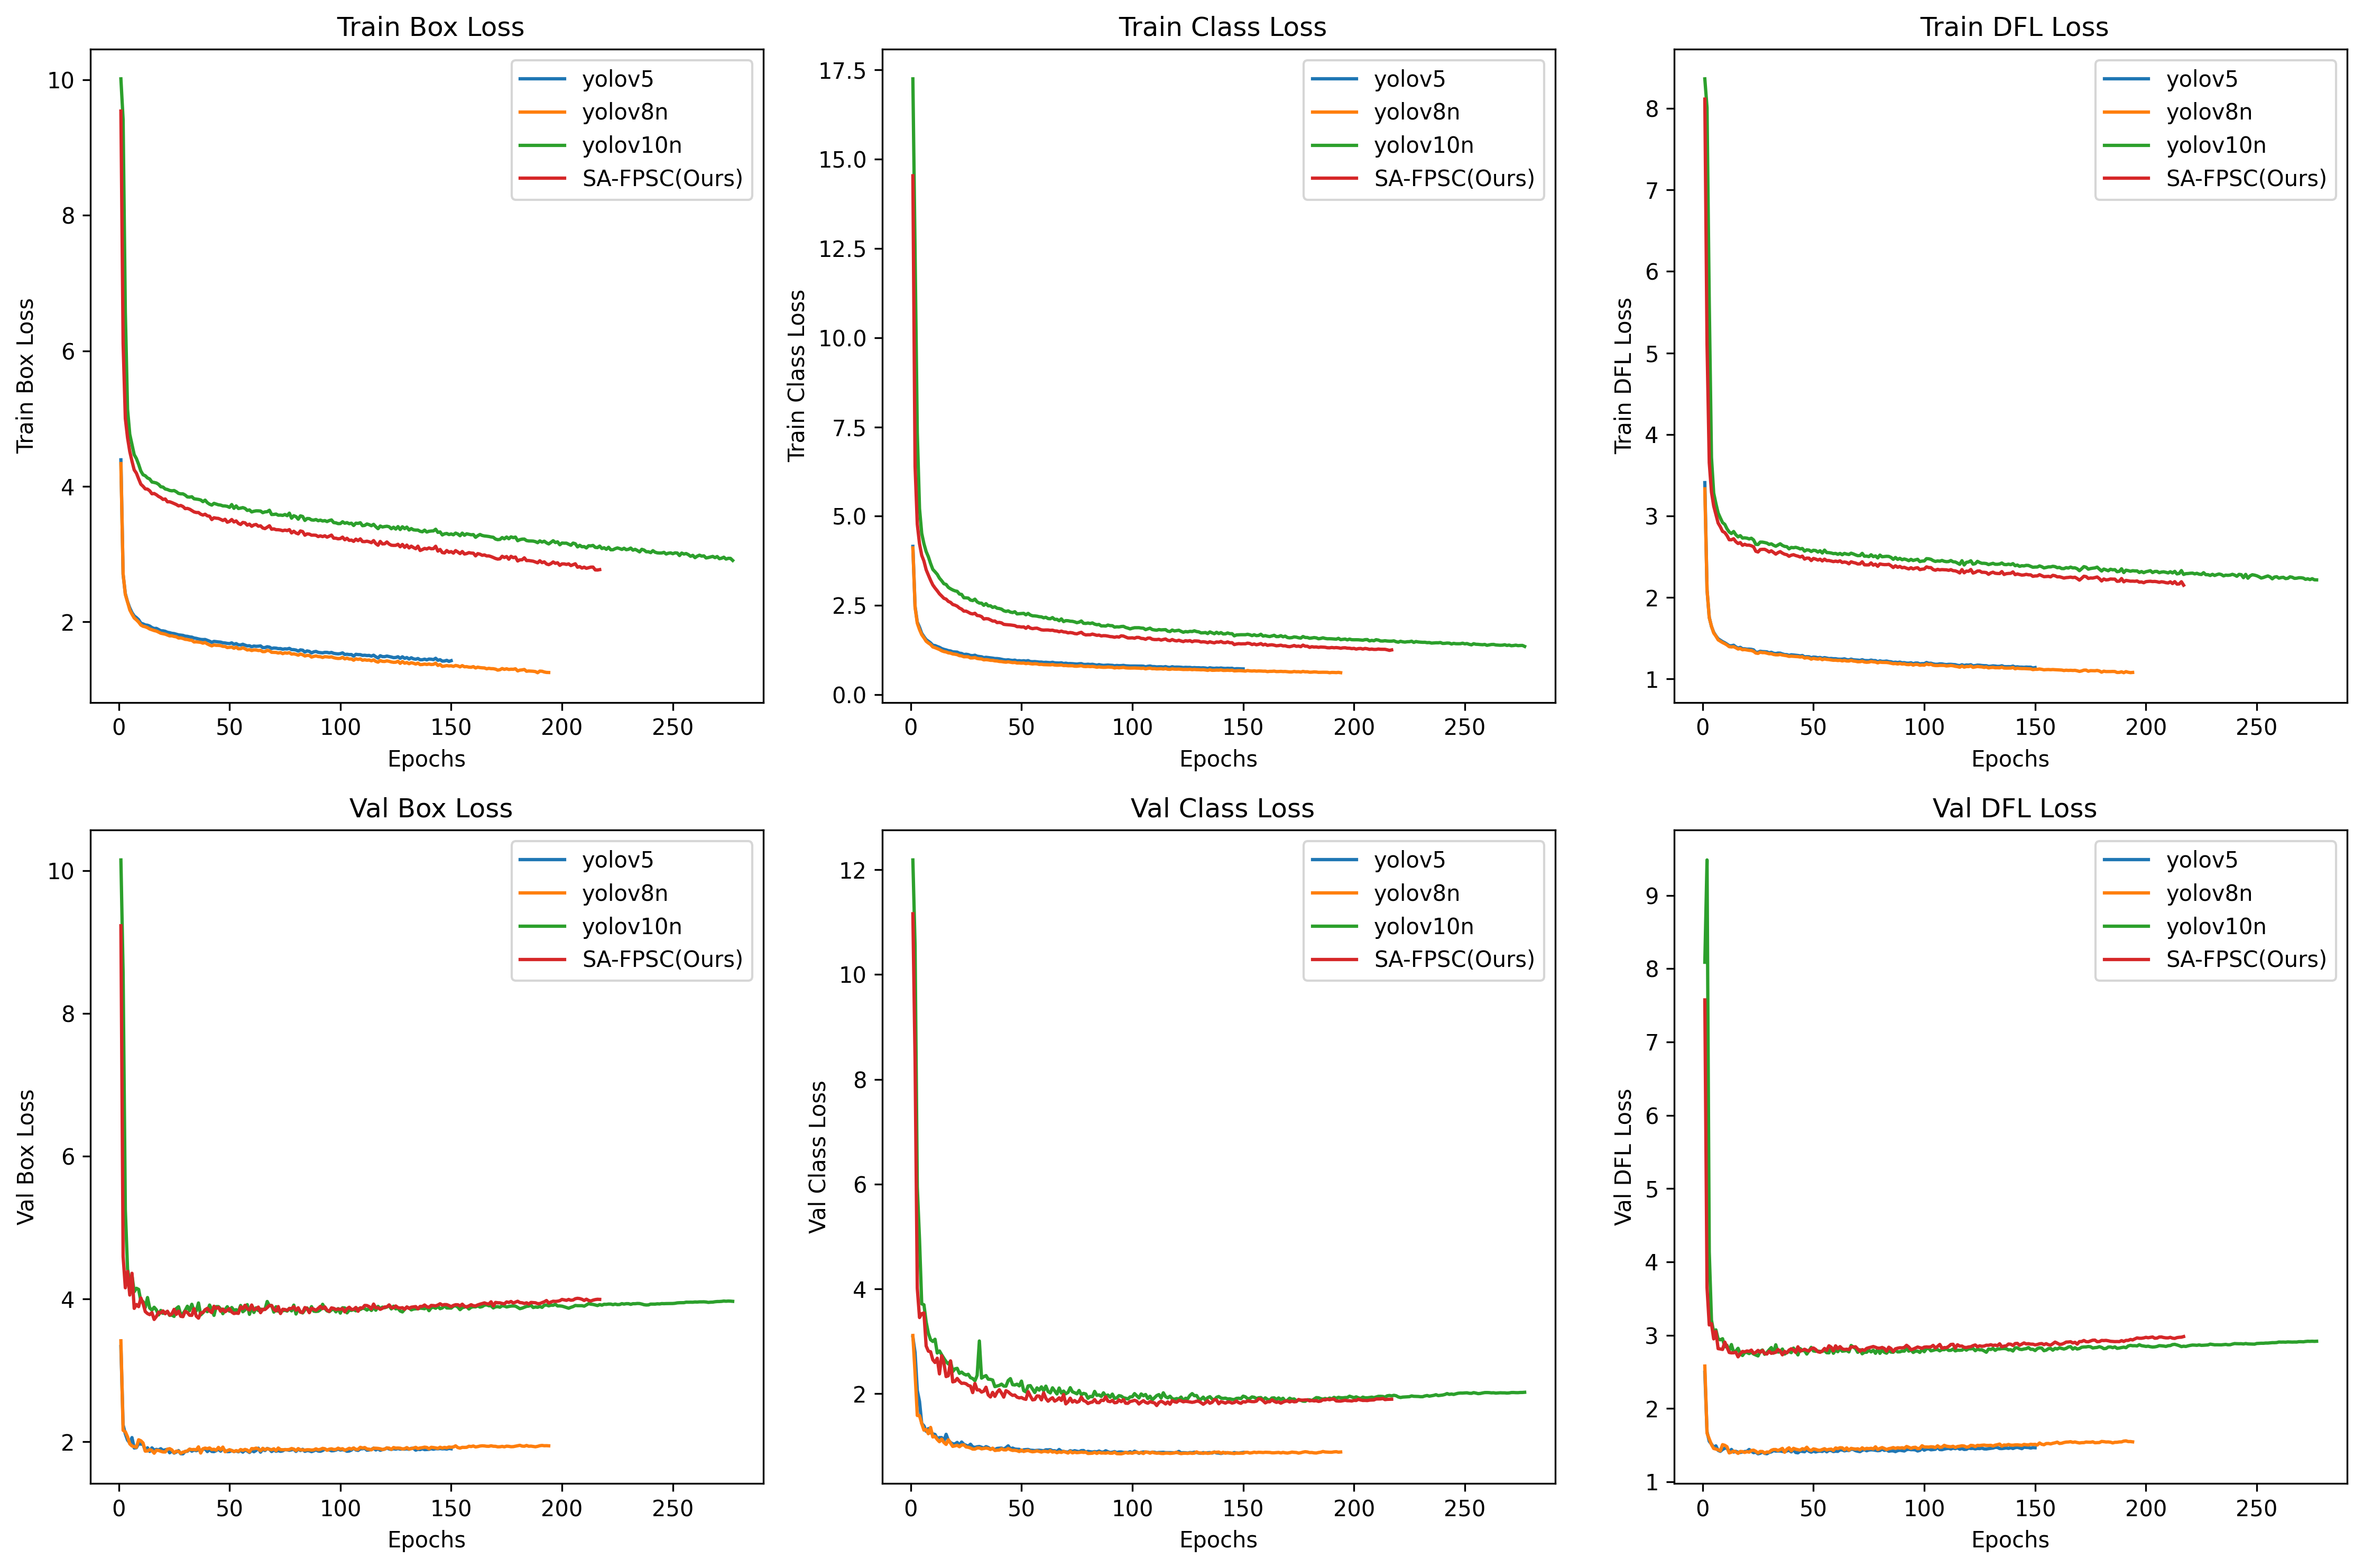 Train Box Loss
Train Box Loss
10
8
6
4
2
0 50 100 150 200 250
Epochs
yolov5
yolov8n
yolov10n
SA-FPSC(Ours)
Train Class Loss
Train Class Loss
17.5
15.0
12.5
10.0
7.5
5.0
2.5
0.0
0 50 100 150 200 250
Epochs
yolov5
yolov8n
yolov10n
SA-FPSC(Ours)
Train DFL Loss
Train DFL Loss
8
7
6
5
4
3
2
1
0 50 100 150 200 250
Epochs
yolov5
yolov8n
yolov10n
SA-FPSC(Ours)
Val Box Loss
Val Box Loss
10
8
6
4
2
0 50 100 150 200 250
Epochs
yolov5
yolov8n
yolov10n
SA-FPSC(Ours)
Val Class Loss
Val Class Loss
12
10
8
6
4
2
0 50 100 150 200 250
Epochs
yolov5
yolov8n
yolov10n
SA-FPSC(Ours)
Val DFL Loss
Val DFL Loss
9
8
7
6
5
4
3
2
1
0 50 100 150 200 250
Epochs
yolov5
yolov8n
yolov10n
SA-FPSC(Ours)